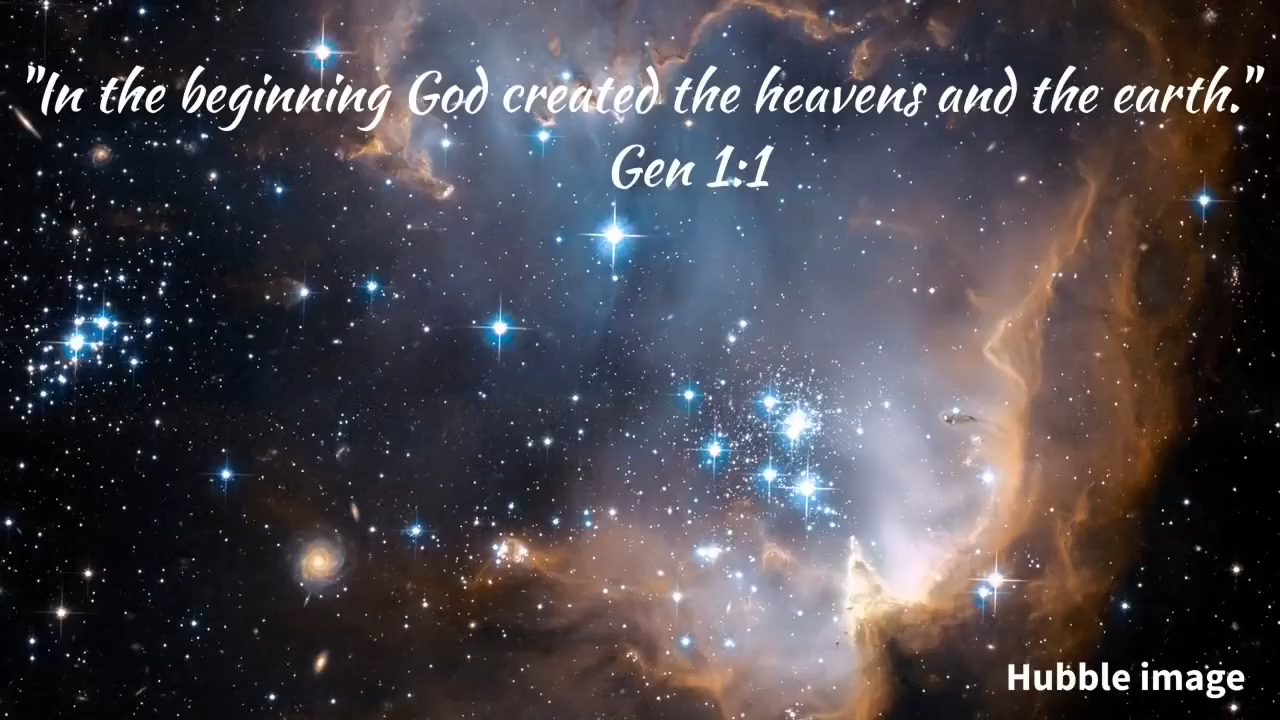 "In the beginning God created the heavens and the earth."
Gen 1:1
Hubble image